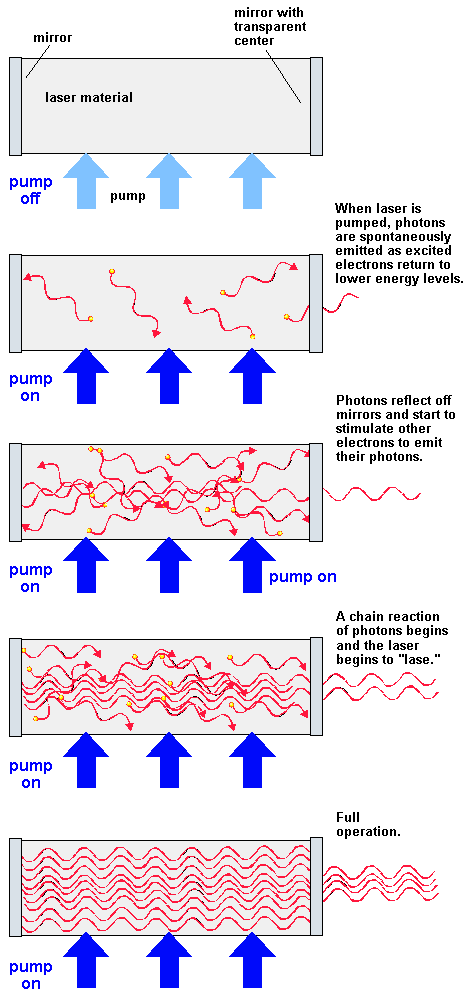 mirror
mirror with
transparent
center
laser material
pump
off
pump
When laser is
pumped, photons
are spontaneously
emitted as excited
electrons return to
lower energy levels.
pump
on
Photons reflect off
mirrors and start to
stimulate other
electrons to emit
their photons.
pump
on
pump on
A chain reaction
of photons begins
and the laser
begins to "lase."
pump
on
Full
operation.
pump
on